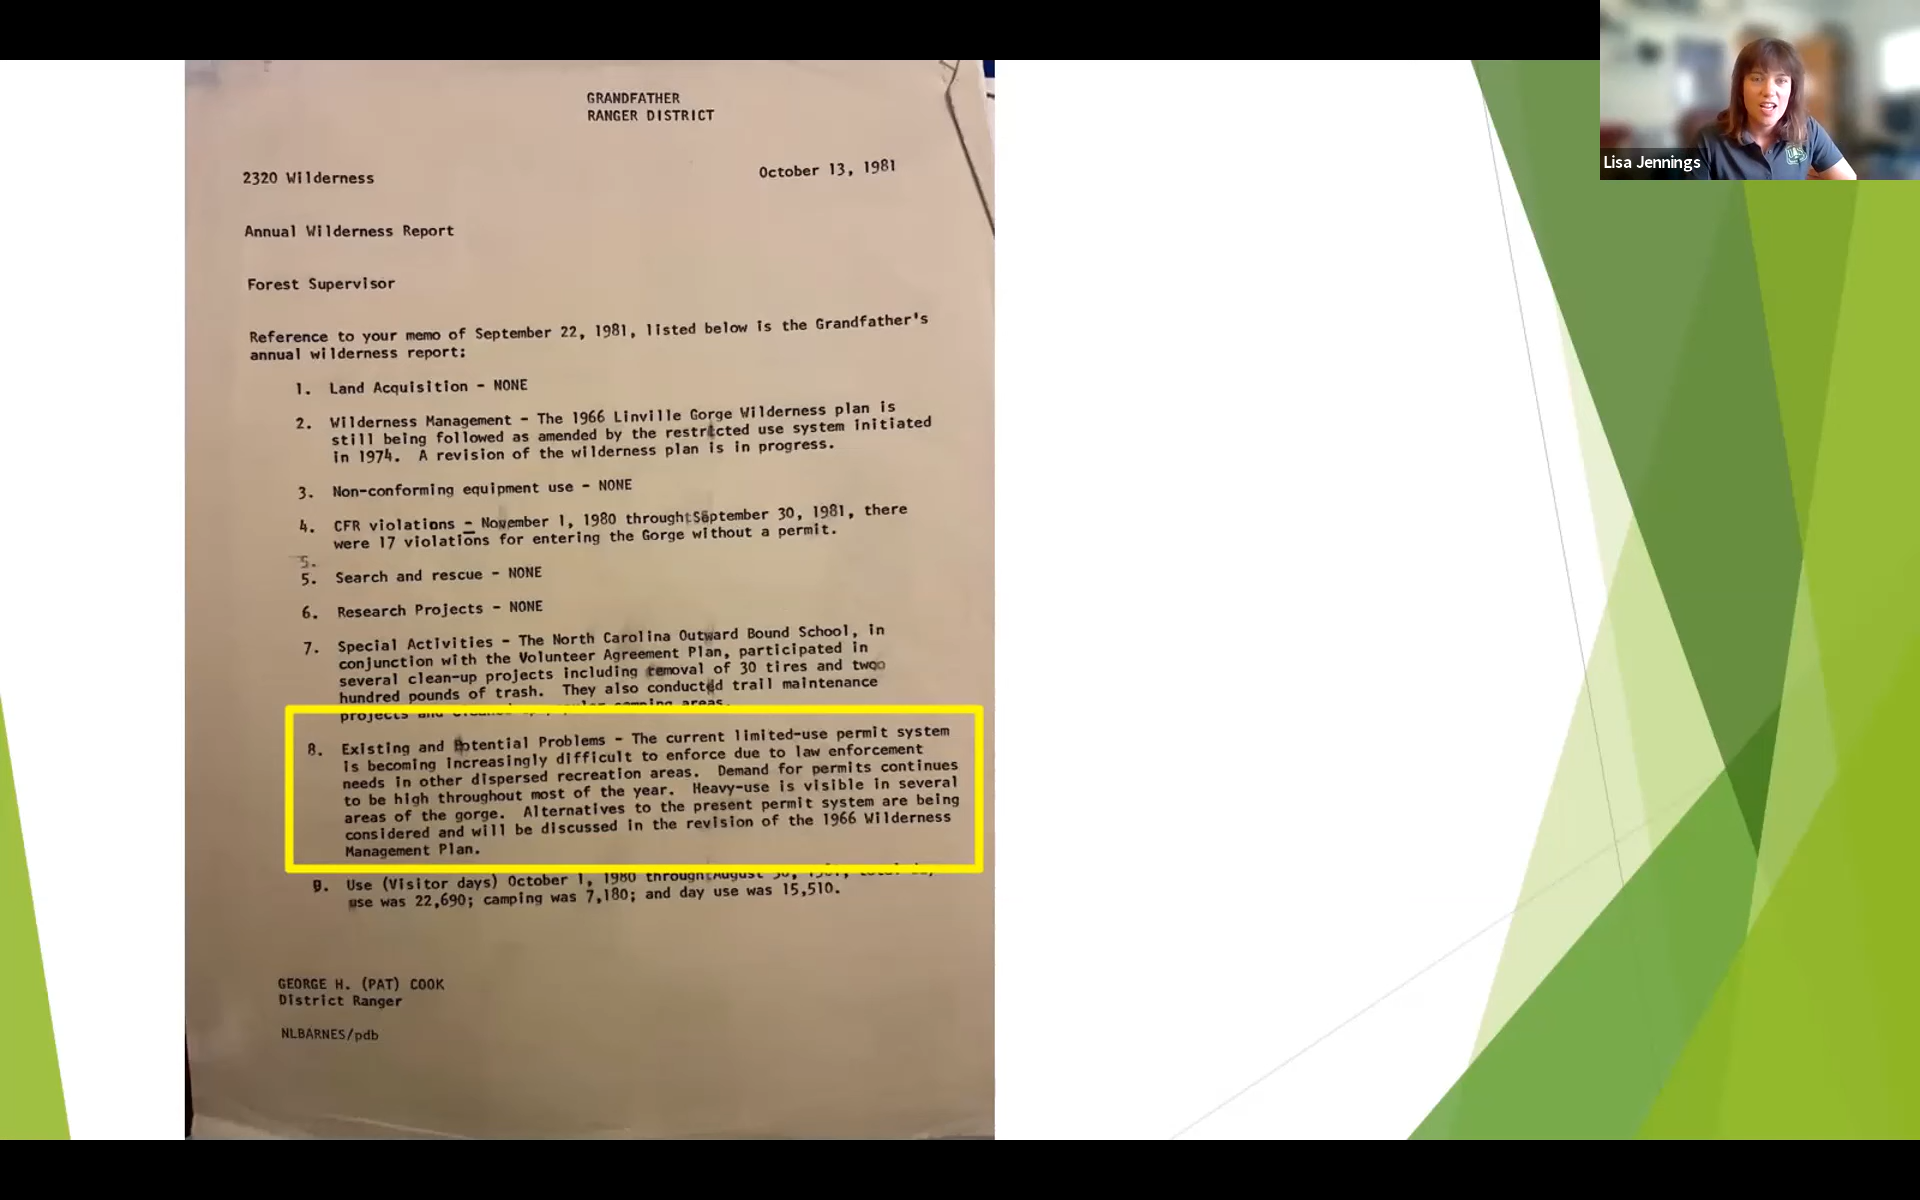 GRANDFATHER
RANGER DISTRICT
2320 Wilderness
October 13, 1981
Annual Wilderness Report
Forest Supervisor
Reference to your memo of September 22, 1981, listed below is the Grandfather's
annual wilderness report:
1. Land Acquisition - NONE
2. Wilderness Management - The 1966 Linville Gorge Wilderness plan is
still being followed as amended by the restricted use system initiated
in 1974. A revision of the wilderness plan is in progress.
3. Non-conforming equipment use - NONE
4. CFR violations - November 1, 1980 through September 30, 1981, there
were 17 violations for entering the Gorge without a permit.
5.
5. Search and rescue - NONE
6. Research Projects - NONE
7. Special Activities - The North Carolina Outward Bound School, in
conjunction with the Volunteer Agreement Plan, participated in
several clean-up projects including removal of 30 tires and twoo
hundred pounds of trash. They also conducted trail maintenance
projects and camping areas.
8. Existing and Potential Problems - The current limited-use permit system
is becoming increasingly difficult to enforce due to law enforcement
needs in other dispersed recreation areas. Demand for permits continues
to be high throughout most of the year. Heavy-use is visible in several
areas of the gorge. Alternatives to the present permit system are being
considered and will be discussed in the revision of the 1966 Wilderness
Management Plan.
9. Use (Visitor days) October 1, 1980 through August
use was 22,690; camping was 7,180; and day use was 15,510.
GEORGE H. (PAT) COOK
District Ranger
NLBARNES/pdb
Lisa Jennings